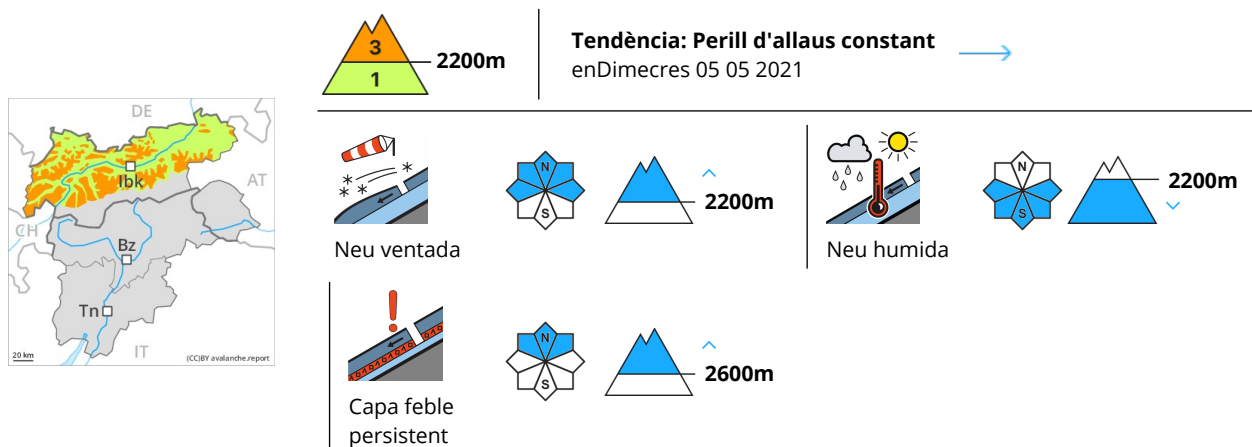 3
1
2200m
Tendència: Perill d'allaus constant
enDimecres 05 05 2021
DE
AT
CH
IT
Ibk
Bz
Tn
20 km
(CC)BY avalanche.report
N
S
2200m
Neu ventada
N
S
2200m
Neu humida
N
S
2600m
Capa feble
persistent